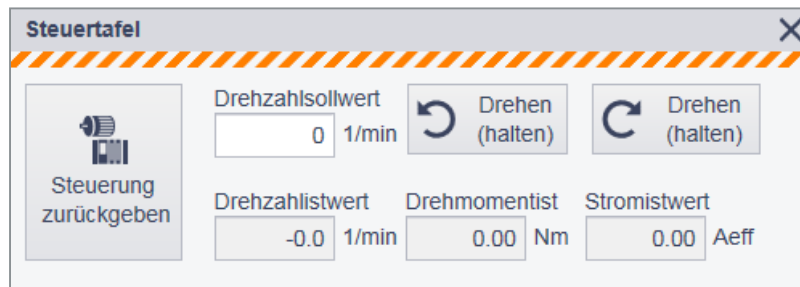 Steuertafel
Drehzahlsollwert
0 1/min
Drehen
(halten)
Drehen
(halten)
Steuerung
zurückgeben
Drehzahlistwert Drehmomentist Stromistwert
-0.0 1/min 0.00 Nm 0.00 Aeff